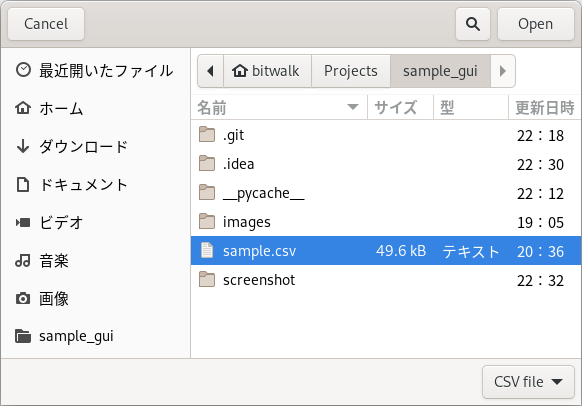 Cancel Open
bitwalk Projects sample_gui
最近開いたファイル
ホーム
ダウンロード
ドキュメント
ビデオ
音楽
画像
sample_gui
名前 サイズ 型 更新日時
.git 22：18
.idea 22：30
__pycache__ 22：12
images 19：05
sample.csv 49.6 kB テキスト 20：36
screenshot 22：32
CSV file